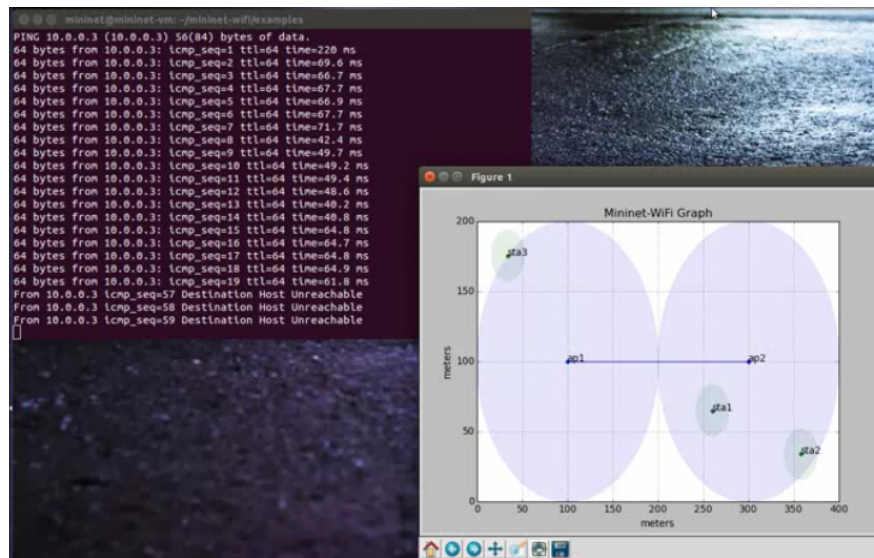 mininet@mininet-vm: ~/mininet-wifi/examples
PING 10.0.0.3 (10.0.0.3) 56(84) bytes of data.
64 bytes from 10.0.0.3: icmp_seq=1 ttl=64 time=220 ms
64 bytes from 10.0.0.3: icmp_seq=2 ttl=64 time=69.6 ms
64 bytes from 10.0.0.3: icmp_seq=3 ttl=64 time=66.7 ms
64 bytes from 10.0.0.3: icmp_seq=4 ttl=64 time=67.7 ms
64 bytes from 10.0.0.3: icmp_seq=5 ttl=64 time=66.9 ms
64 bytes from 10.0.0.3: icmp_seq=6 ttl=64 time=67.7 ms
64 bytes from 10.0.0.3: icmp_seq=7 ttl=64 time=71.7 ms
64 bytes from 10.0.0.3: icmp_seq=8 ttl=64 time=42.4 ms
64 bytes from 10.0.0.3: icmp_seq=9 ttl=64 time=49.7 ms
64 bytes from 10.0.0.3: icmp_seq=10 ttl=64 time=49.2 ms
64 bytes from 10.0.0.3: icmp_seq=11 ttl=64 time=49.4 ms
64 bytes from 10.0.0.3: icmp_seq=12 ttl=64 time=48.6 ms
64 bytes from 10.0.0.3: icmp_seq=13 ttl=64 time=40.2 ms
64 bytes from 10.0.0.3: icmp_seq=14 ttl=64 time=40.8 ms
64 bytes from 10.0.0.3: icmp_seq=15 ttl=64 time=64.8 ms
64 bytes from 10.0.0.3: icmp_seq=16 ttl=64 time=64.7 ms
64 bytes from 10.0.0.3: icmp_seq=17 ttl=64 time=64.8 ms
64 bytes from 10.0.0.3: icmp_seq=18 ttl=64 time=64.9 ms
64 bytes from 10.0.0.3: icmp_seq=19 ttl=64 time=61.8 ms
From 10.0.0.3 icmp_seq=57 Destination Host Unreachable
From 10.0.0.3 icmp_seq=58 Destination Host Unreachable
From 10.0.0.3 icmp_seq=59 Destination Host Unreachable
Figure 1
Mininet-WiFi Graph
200
sta3
150
meters
100
ap1
ap2
sta1
50
sta2
0
0 50 100 150 200 250 300 350 400
meters